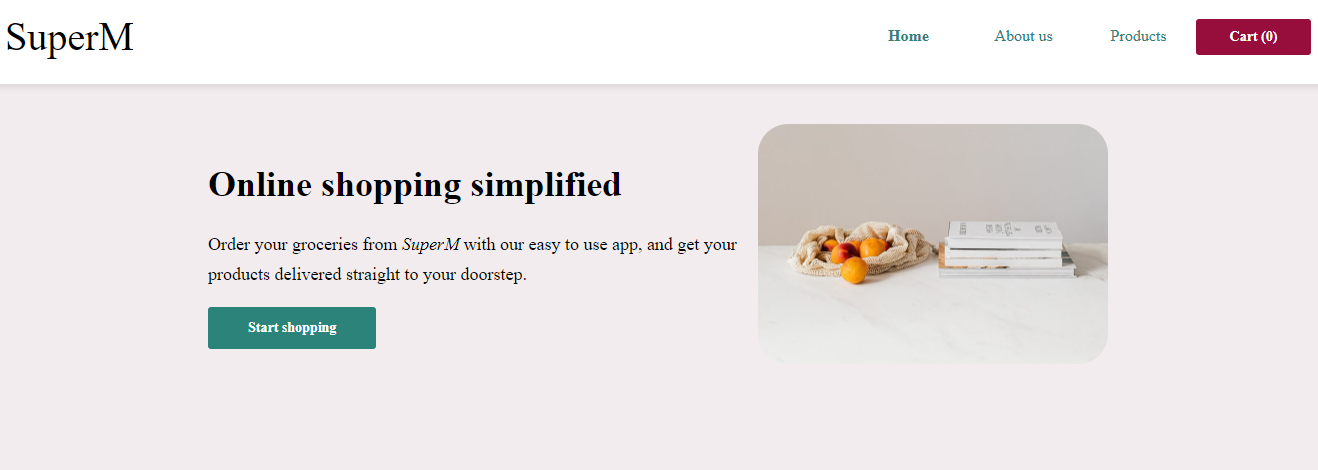 SuperM
Home
About us
Products
Cart (0)
Online shopping simplified
Order your groceries from SuperM with our easy to use app, and get your
products delivered straight to your doorstep.
Start shopping